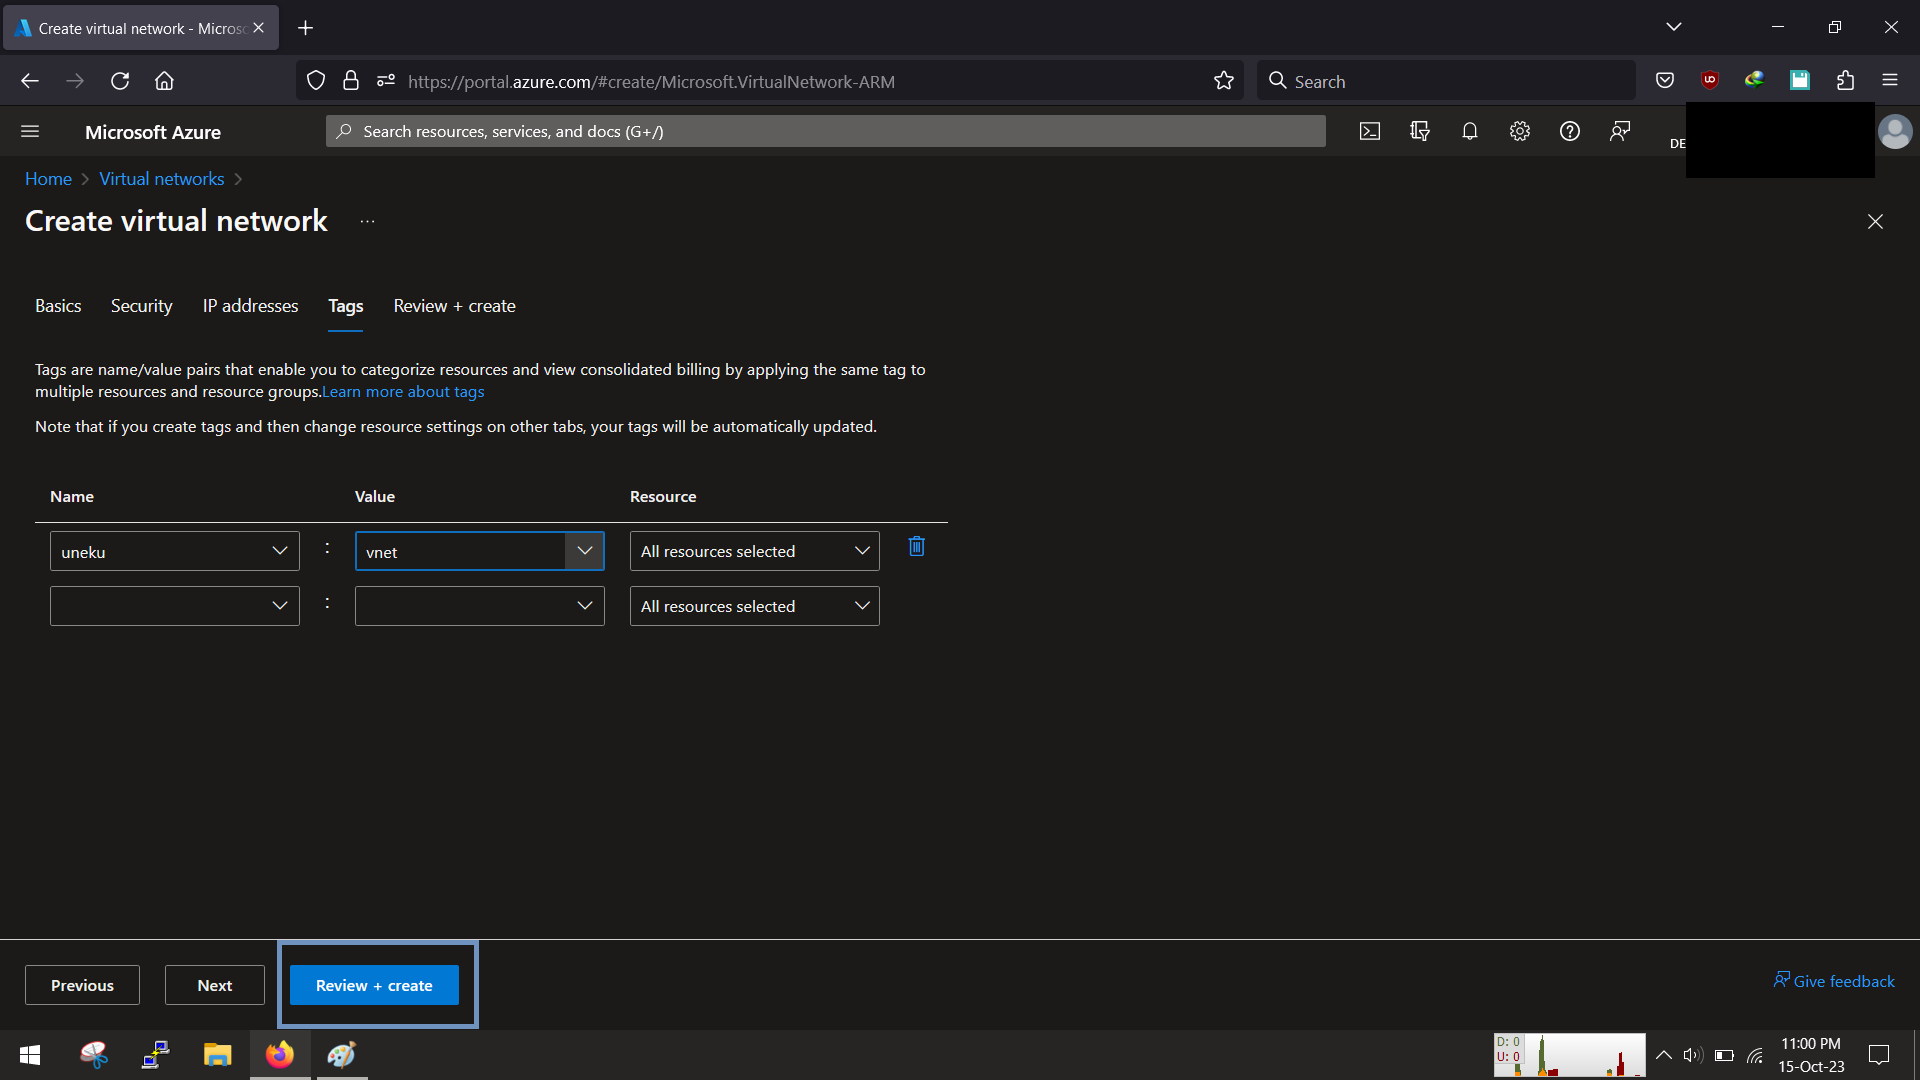 Create virtual network - Micros
https://portal.azure.com/#create/Microsoft.VirtualNetwork-ARM
Search
Microsoft Azure
Search resources, services, and docs (G+/)
DE
Home > Virtual networks >
Create virtual network ...
Basics Security IP addresses Tags Review + create
Tags are name/value pairs that enable you to categorize resources and view consolidated billing by applying the same tag to
multiple resources and resource groups.Learn more about tags
Note that if you create tags and then change resource settings on other tabs, your tags will be automatically updated.
Name Value Resource
uneku : vnet All resources selected
: All resources selected
Previous Next Review + create
Give feedback
D: 0
U: 0
11:00 PM
15-Oct-23